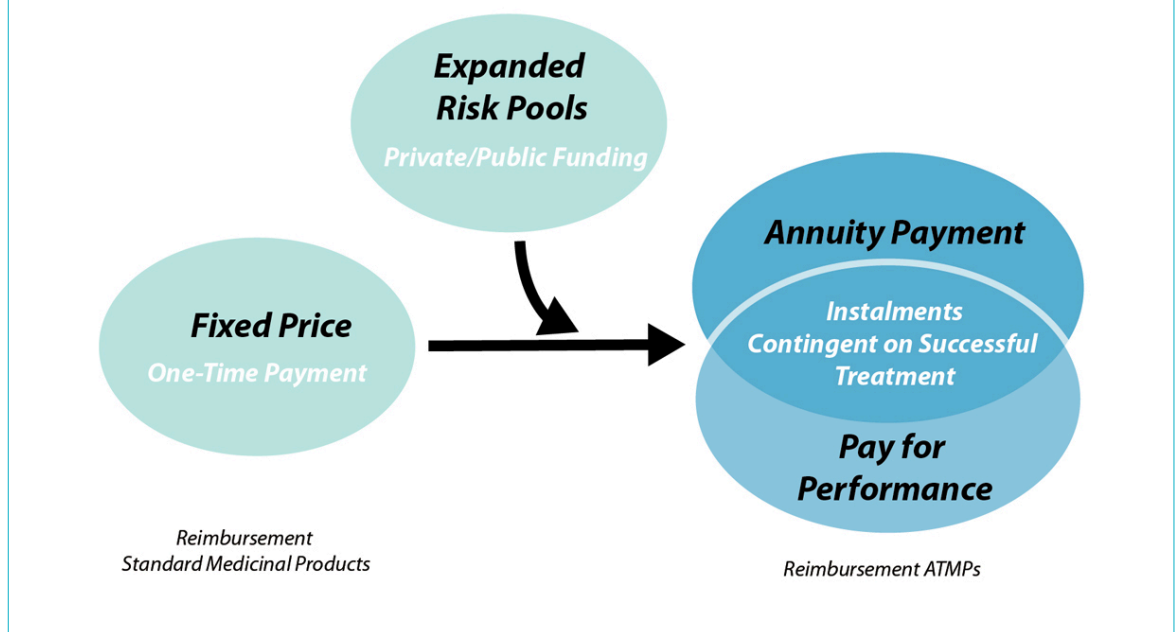 Expanded
Risk Pools
Private/Public Funding
Annuity Payment
Instalments
Contingent on Successful
Treatment
Fixed Price
One-Time Payment
Pay for
Performance
Reimbursement
Standard Medicinal Products
Reimbursement ATMPs